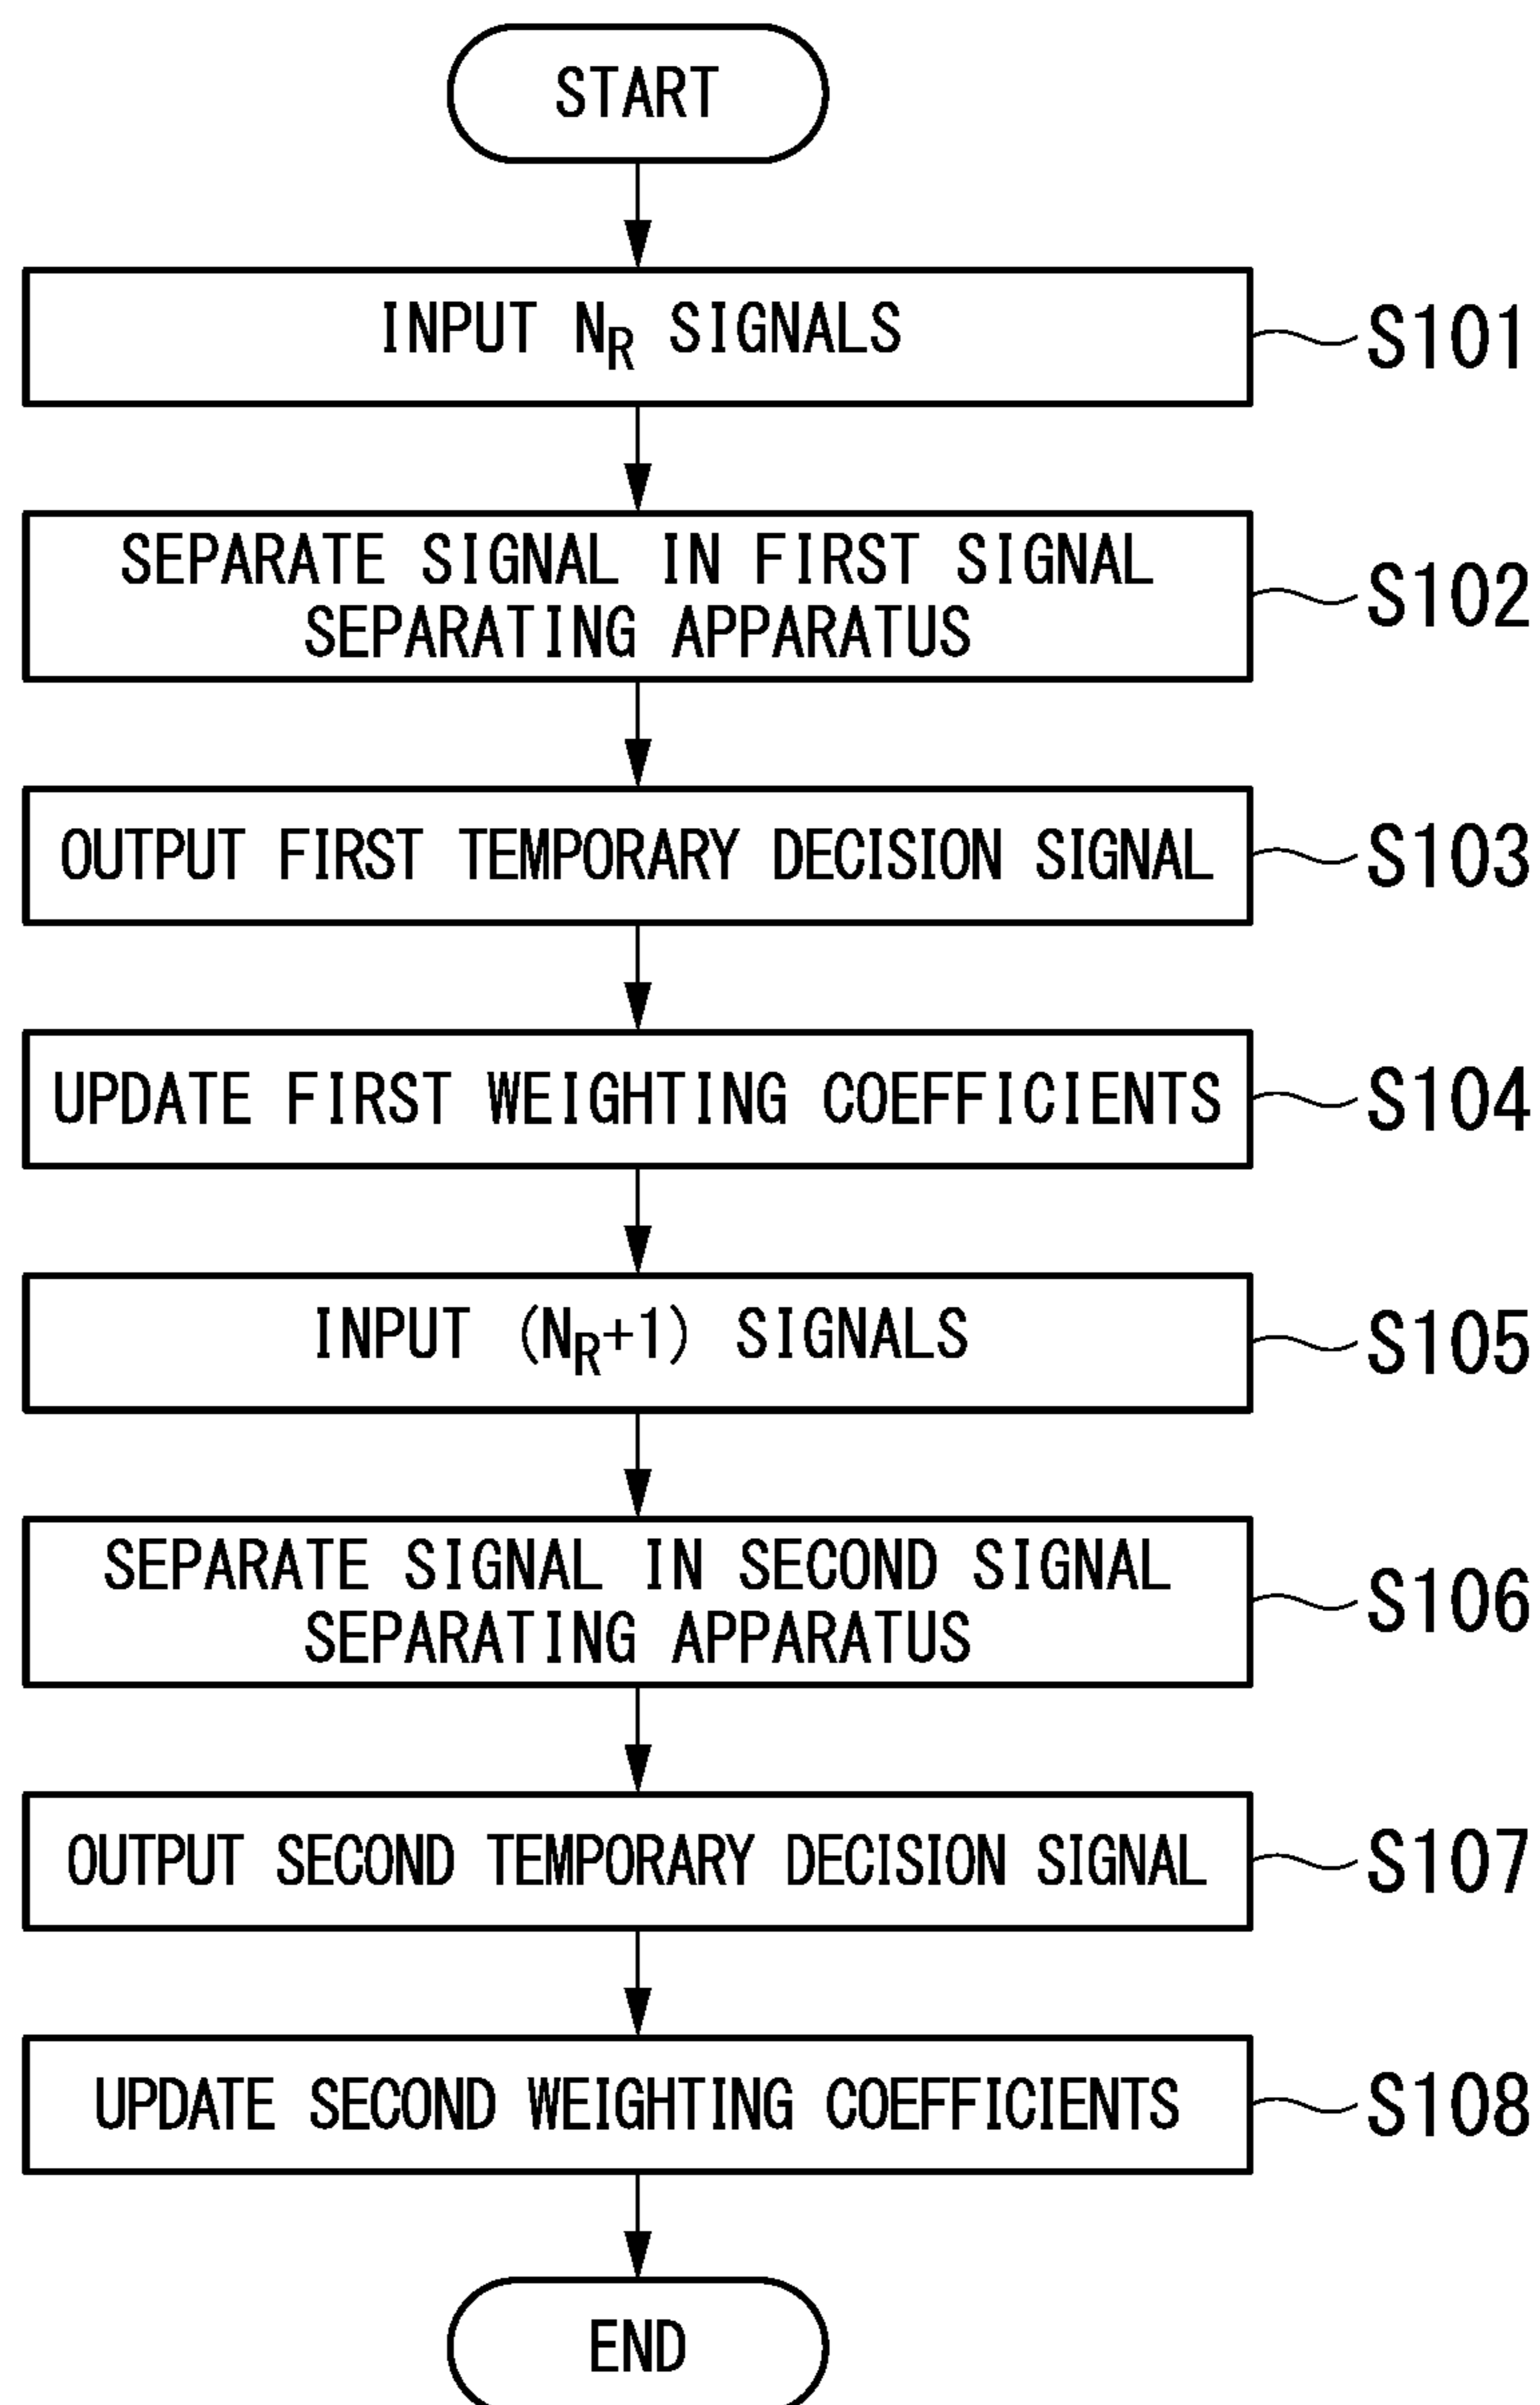 START
INPUT N_R SIGNALS
S101
SEPARATE SIGNAL IN FIRST SIGNAL
SEPARATING APPARATUS
S102
OUTPUT FIRST TEMPORARY DECISION SIGNAL
S103
UPDATE FIRST WEIGHTING COEFFICIENTS
S104
INPUT (N_R+1) SIGNALS
S105
SEPARATE SIGNAL IN SECOND SIGNAL
SEPARATING APPARATUS
S106
OUTPUT SECOND TEMPORARY DECISION SIGNAL
S107
UPDATE SECOND WEIGHTING COEFFICIENTS
S108
END